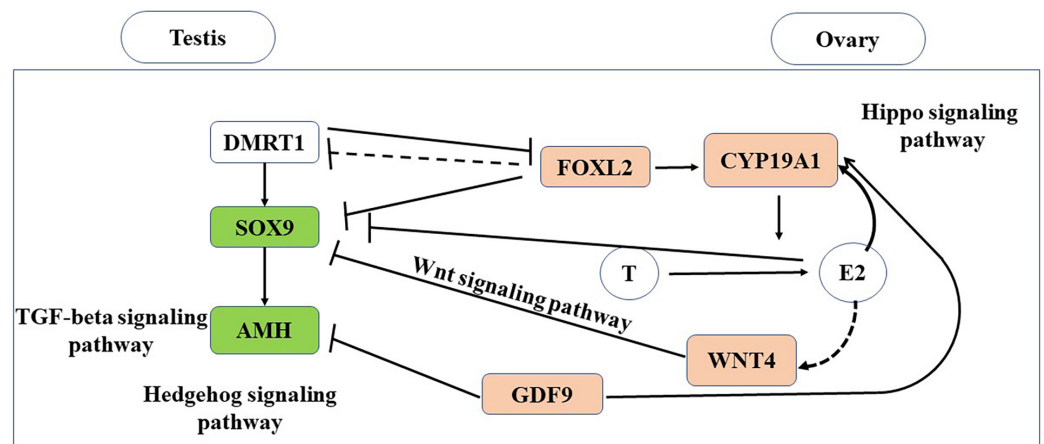 Testis
Ovary
Hippo signaling
pathway
DMRT1
FOXL2
CYP19A1
SOX9
T
E2
Wnt signaling pathway
TGF-beta signaling
pathway
AMH
WNT4
Hedgehog signaling
pathway
GDF9